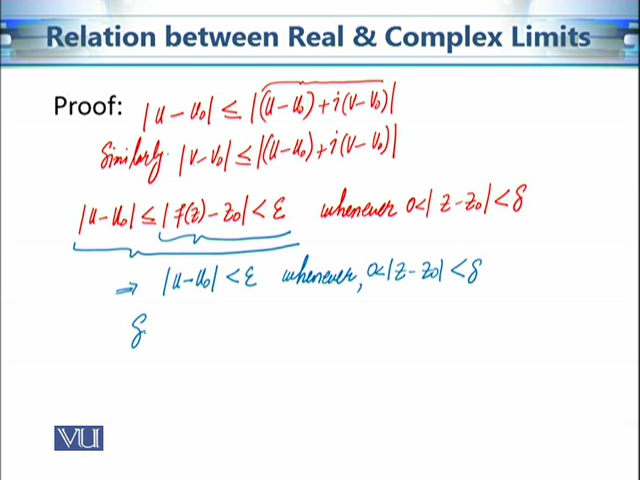 Relation between Real & Complex Limits
Proof: |u - u₀| ≤ |(u - u₀) + i(v - v₀)|
Similarly |v - v₀| ≤ |(u - u₀) + i(v - v₀)|
|u - u₀| ≤ |f(z) - z₀| < ε whenever 0<|z - z₀| < δ
⇒ |u - u₀| < ε whenever, 0<|z - z₀| < δ
S
VU